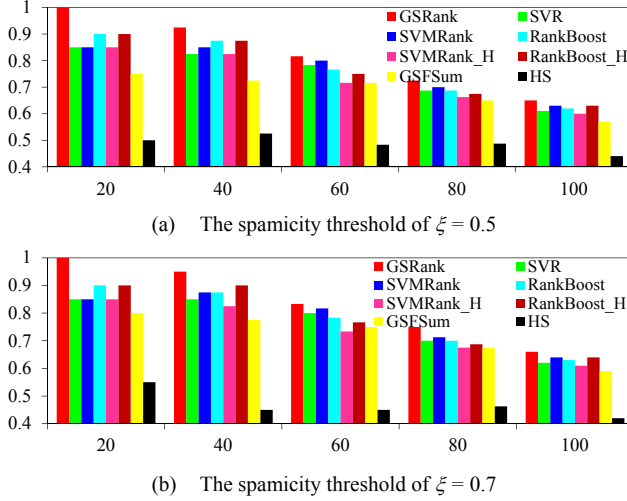 1
0.9
0.8
0.7
0.6
0.5
0.4
GSRank SVR
SVMRank RankBoost
SVMRank_H RankBoost_H
GSFSum HS
20 40 60 80 100
(a) The spamicity threshold of ξ = 0.5
1
0.9
0.8
0.7
0.6
0.5
0.4
GSRank SVR
SVMRank RankBoost
SVMRank_H RankBoost_H
GSFSum HS
20 40 60 80 100
(b) The spamicity threshold of ξ = 0.7